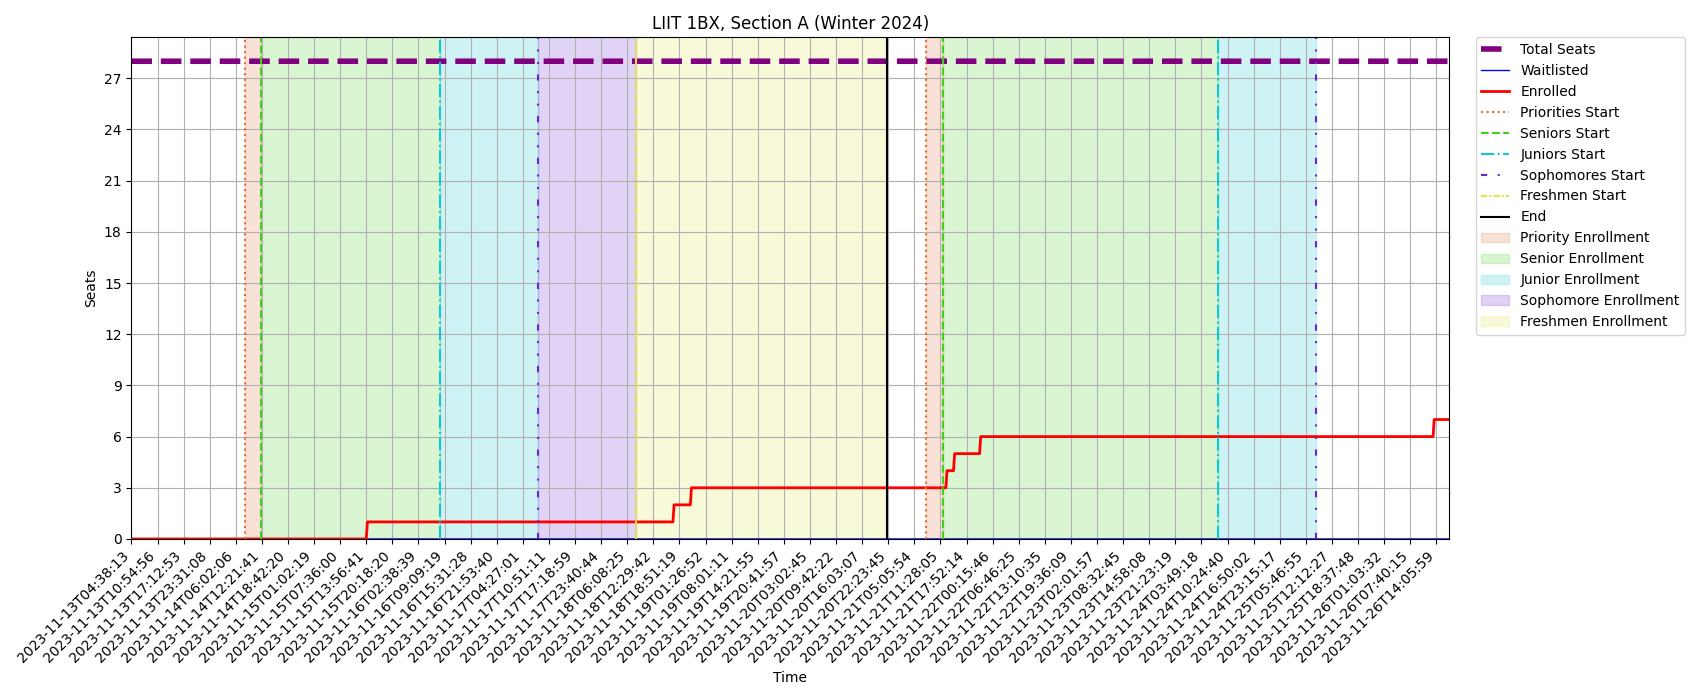 LIIT 1BX, Section A (Winter 2024)
Seats
27
24
21
18
15
12
9
6
3
0
2023-11-13T04:38:13
2023-11-13T10:54:56
2023-11-13T17:12:53
2023-11-13T23:31:08
2023-11-14T06:02:06
2023-11-14T12:21:41
2023-11-14T18:42:20
2023-11-15T01:02:19
2023-11-15T07:36:00
2023-11-15T13:56:41
2023-11-15T20:18:20
2023-11-16T02:38:39
2023-11-16T09:09:19
2023-11-16T15:31:28
2023-11-16T21:53:40
2023-11-17T04:27:01
2023-11-17T10:51:11
2023-11-17T17:18:59
2023-11-17T23:40:44
2023-11-18T06:08:25
2023-11-18T12:29:42
2023-11-18T18:51:19
2023-11-19T01:26:52
2023-11-19T08:01:11
2023-11-19T14:21:55
2023-11-19T20:41:57
2023-11-20T03:02:45
2023-11-20T09:42:22
2023-11-20T16:03:07
2023-11-20T22:23:45
2023-11-21T05:05:54
2023-11-21T11:28:05
2023-11-21T17:52:14
2023-11-22T00:15:46
2023-11-22T06:46:25
2023-11-22T13:10:35
2023-11-22T19:36:09
2023-11-23T02:01:57
2023-11-23T08:32:45
2023-11-23T14:58:08
2023-11-23T21:23:19
2023-11-24T03:49:18
2023-11-24T10:24:40
2023-11-24T16:50:02
2023-11-24T23:15:17
2023-11-25T05:46:55
2023-11-25T12:12:27
2023-11-25T18:37:48
2023-11-26T01:03:32
2023-11-26T07:40:15
2023-11-26T14:05:59
Time
Total Seats
Waitlisted
Enrolled
Priorities Start
Seniors Start
Juniors Start
Sophomores Start
Freshmen Start
End
Priority Enrollment
Senior Enrollment
Junior Enrollment
Sophomore Enrollment
Freshmen Enrollment